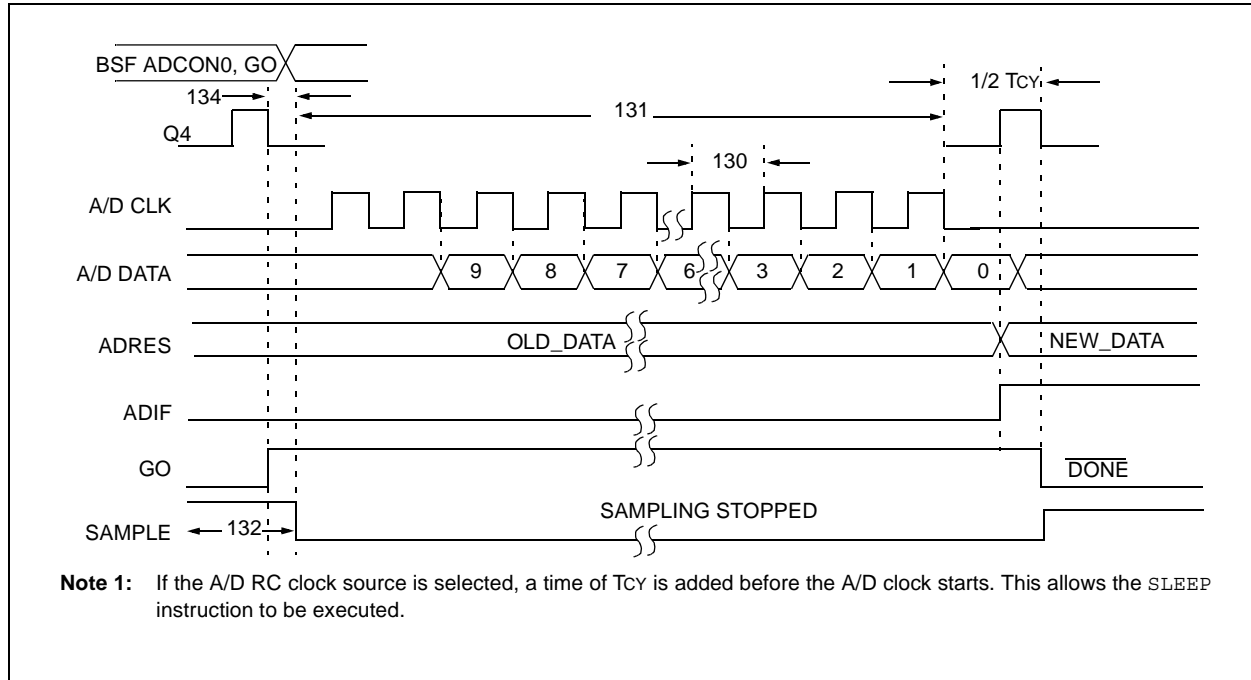 BSF ADCON0, GO
1/2 TCY
134
131
Q4
130
A/D CLK
A/D DATA 9 8 7 6 3 2 1 0
ADRES OLD_DATA NEW_DATA
ADIF
GO DONE
SAMPLING STOPPED
SAMPLE 132
Note 1: If the A/D RC clock source is selected, a time of TCY is added before the A/D clock starts. This allows the SLEEP
instruction to be executed.